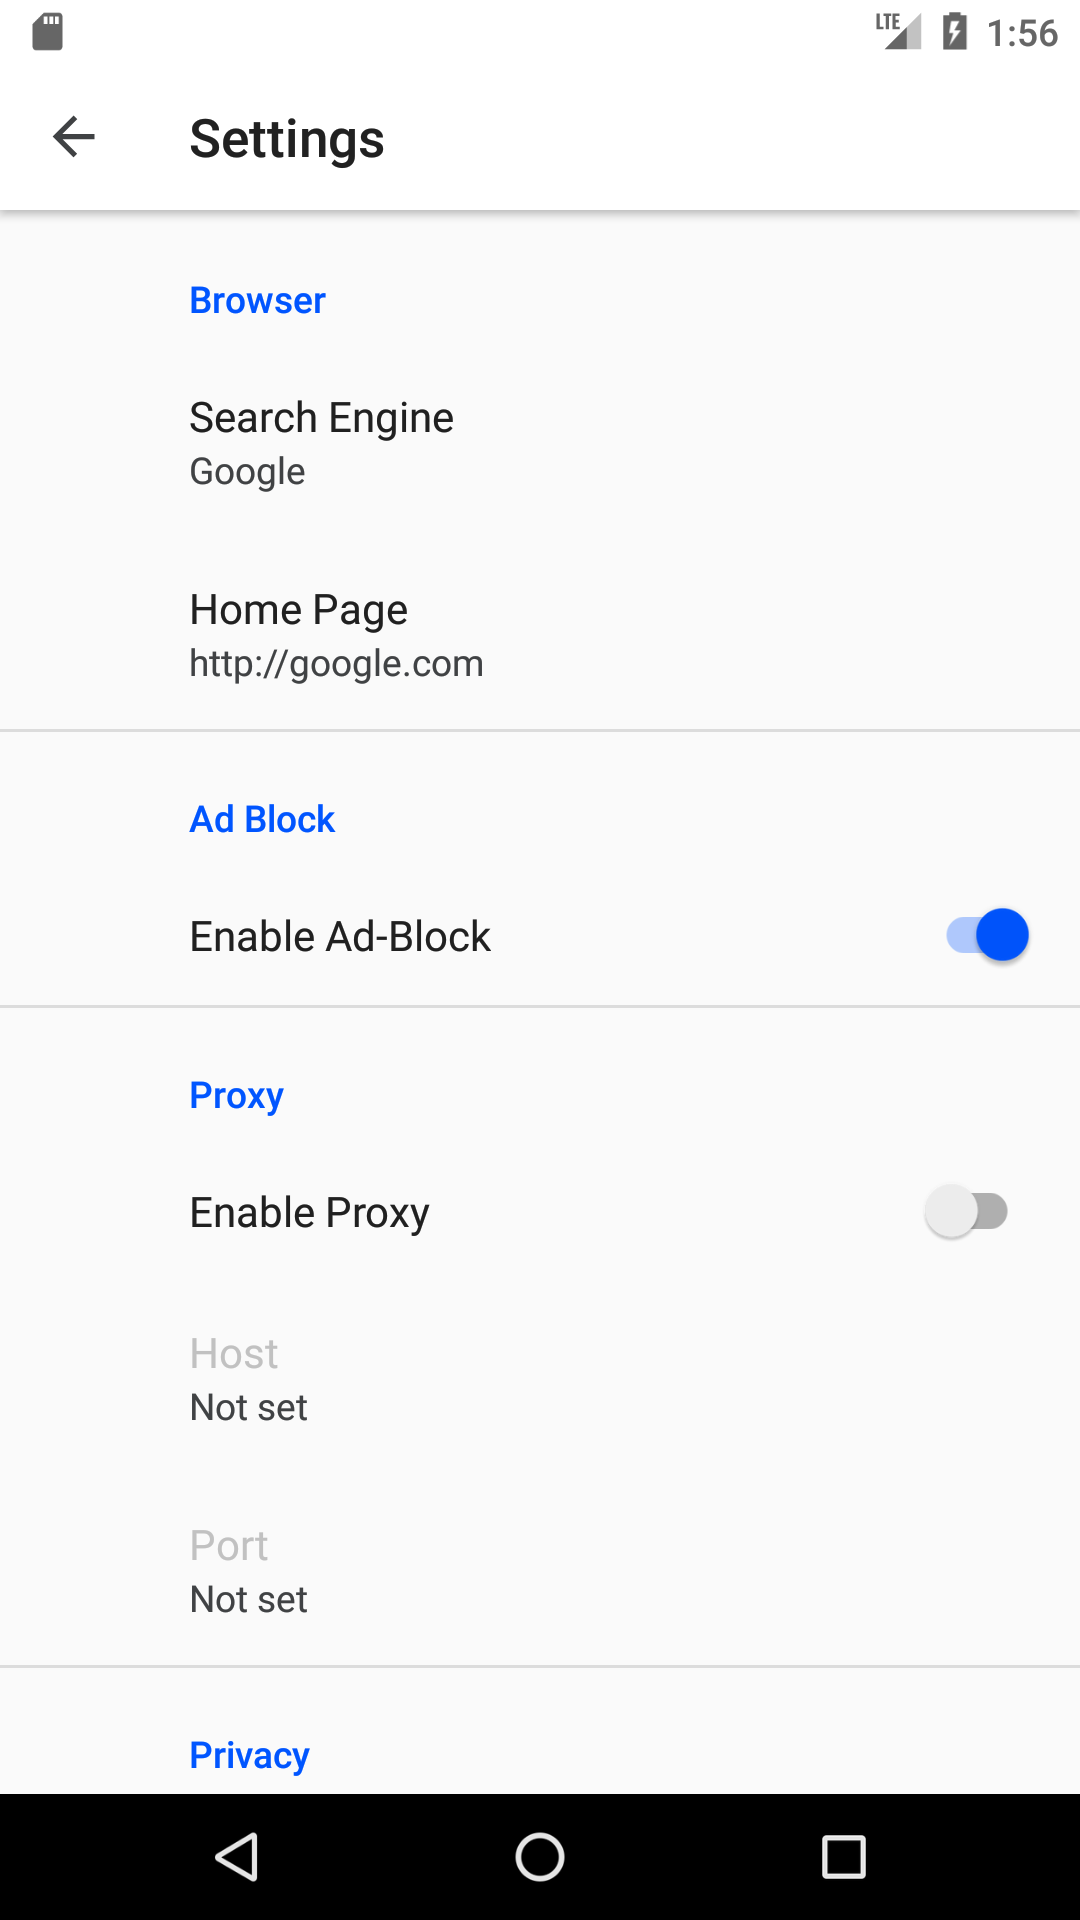 LTE 1:56
Settings
Browser
Search Engine
Google
Home Page
http://google.com
Ad Block
Enable Ad-Block
Proxy
Enable Proxy
Host
Not set
Port
Not set
Privacy